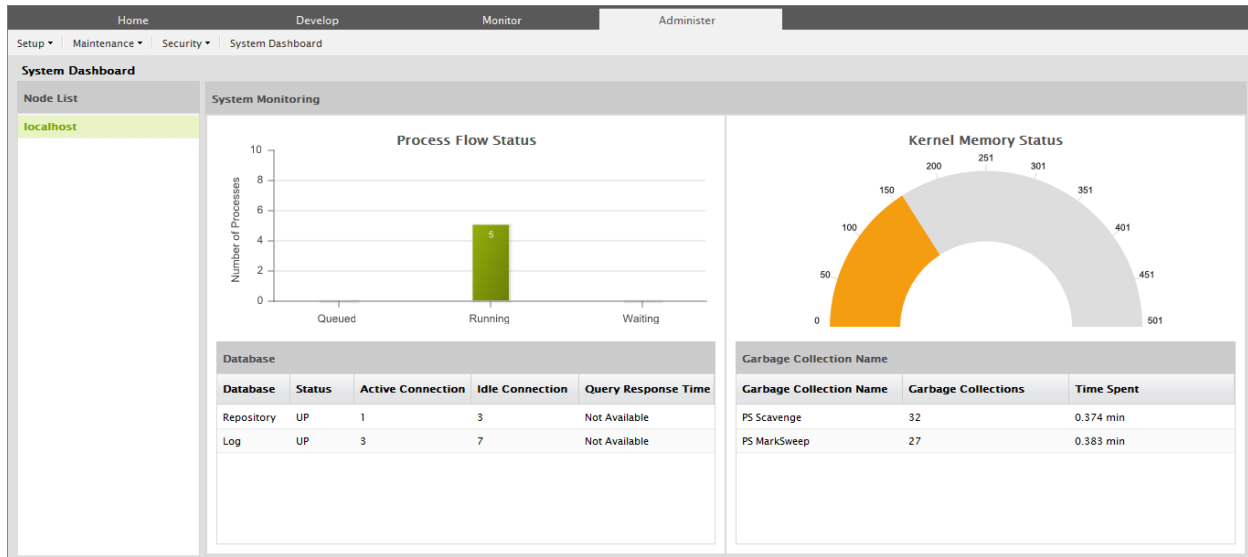 Home Develop Monitor Administer
Setup Maintenance Security System Dashboard
System Dashboard
Node List
localhost
System Monitoring
Process Flow Status
Number of Processes
10
8
6
4
2
0
5
Queued Running Waiting
Kernel Memory Status
0
50
100
150
200
251
301
351
401
451
501
Database
Database Status Active Connection Idle Connection Query Response Time
Repository UP 1 3 Not Available
Log UP 3 7 Not Available
Garbage Collection Name
Garbage Collection Name Garbage Collections Time Spent
PS Scavenge 32 0.374 min
PS MarkSweep 27 0.383 min